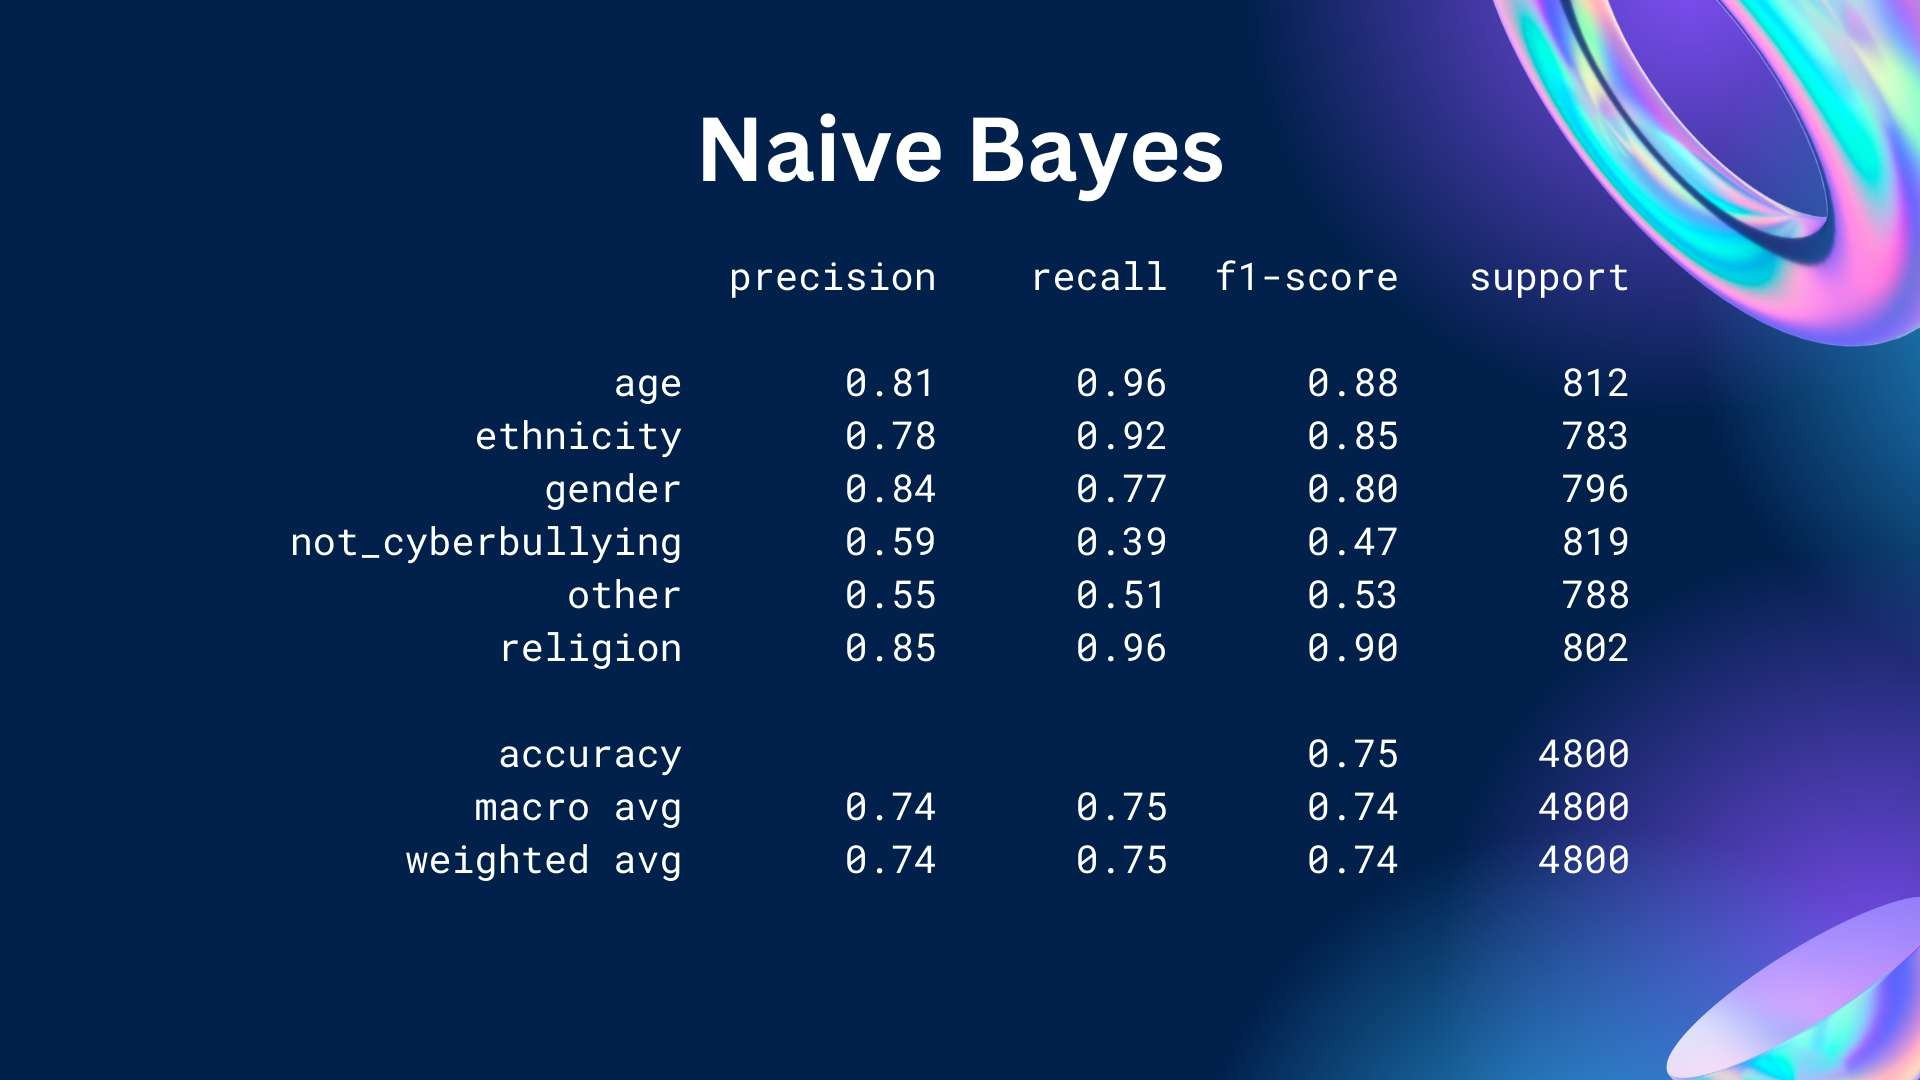 Naive Bayes
precision recall f1-score support
age 0.81 0.96 0.88 812
ethnicity 0.78 0.92 0.85 783
gender 0.84 0.77 0.80 796
not_cyberbullying 0.59 0.39 0.47 819
other 0.55 0.51 0.53 788
religion 0.85 0.96 0.90 802
accuracy 0.75 4800
macro avg 0.74 0.75 0.74 4800
weighted avg 0.74 0.75 0.74 4800